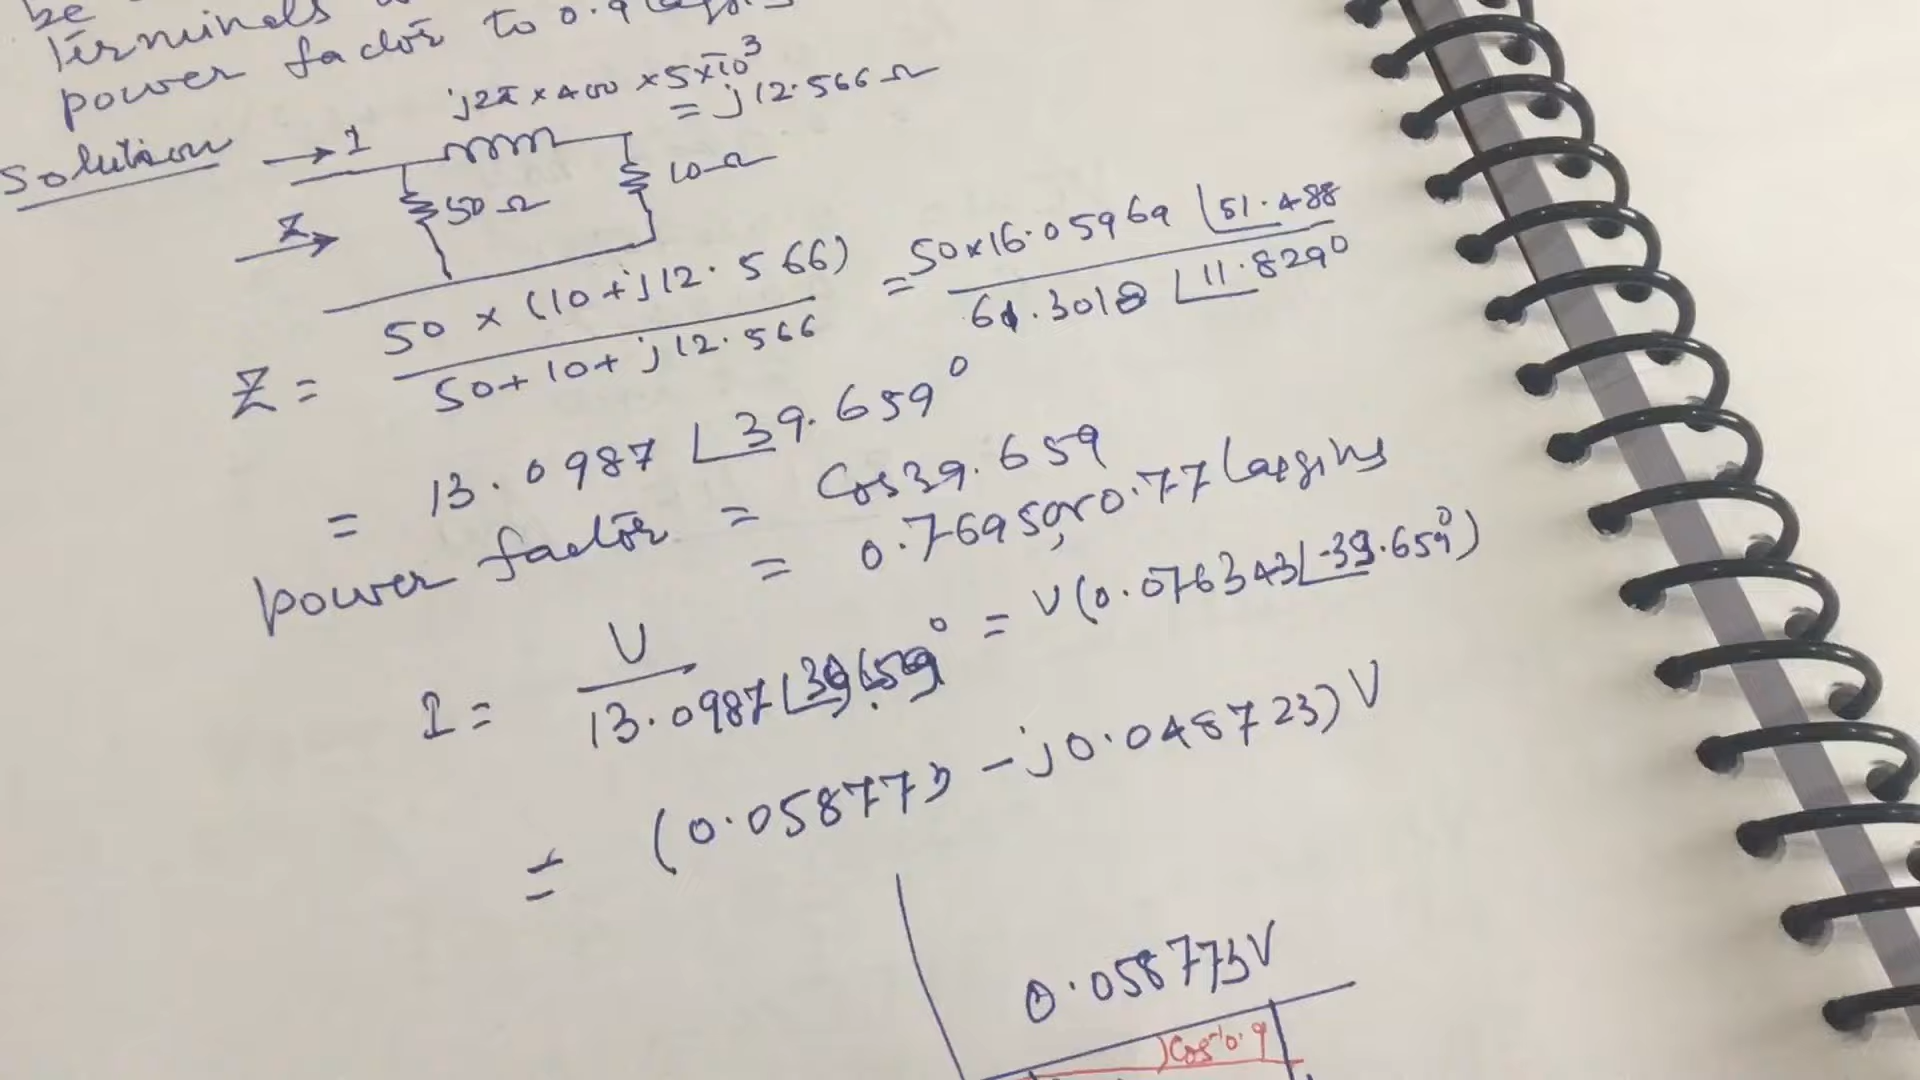 be
Terminals
power factor to 0.9
j2π × 400 × 5×10⁻³
= j12.566 Ω
Solution
I
50 Ω
10 Ω
Z
Z = 50 × (10 + j12.566) / 50 + 10 + j12.566 = 50×16.05969 ∠51.488 / 61.3018 ∠11.829°
= 13.0987 ∠39.659°
power factor = Cos39.659
= 0.7695 or 0.77 Lagging
I = V / 13.0987 ∠39.659° = V(0.076343 ∠-39.659°)
= (0.058773 - j0.048723) V
0.058773V
Cos⁻¹0.9